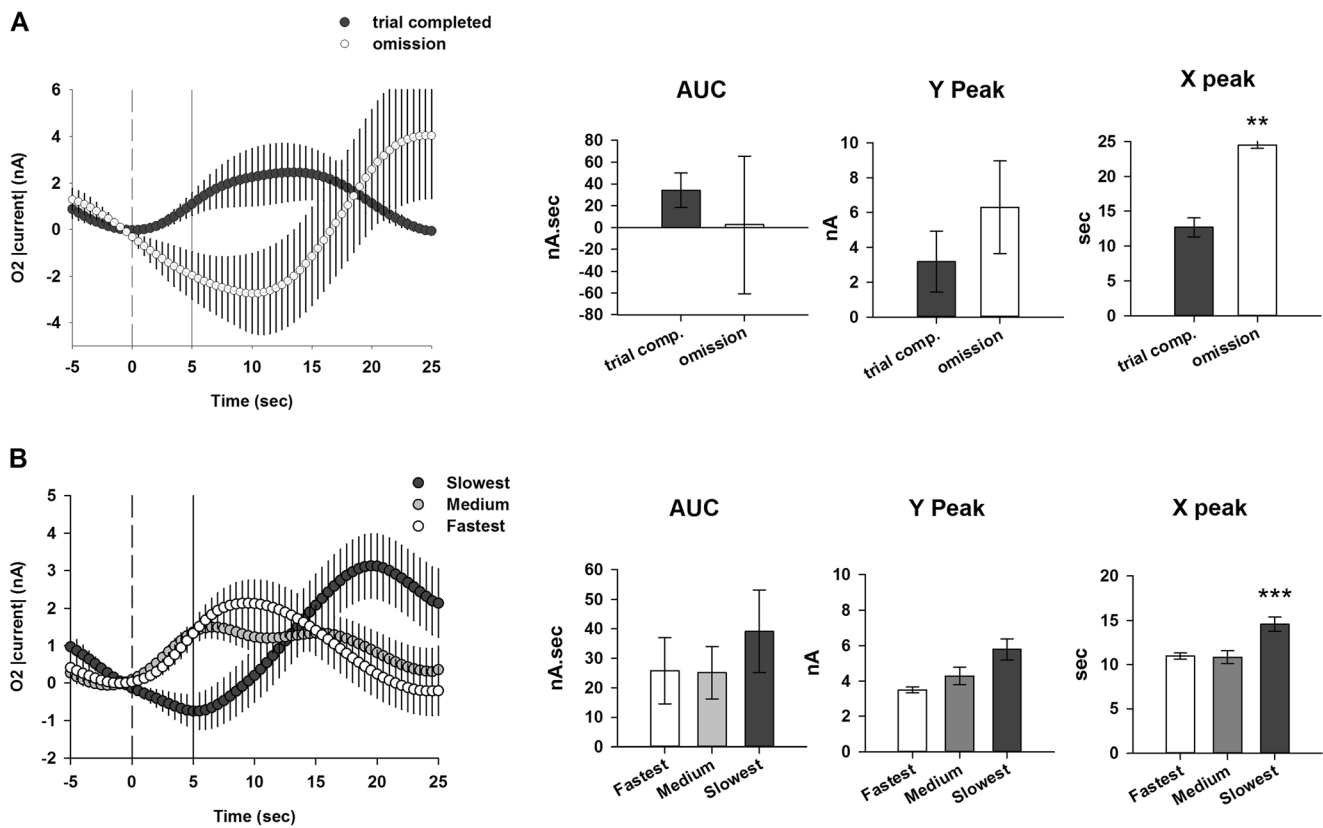 A
trial completed
omission
6
4
2
0
-2
-4
O2 |current| (nA)
-5 0 5 10 15 20 25
Time (sec)
AUC
80
60
40
20
0
-20
-40
-60
-80
nA.sec
trial comp.
omission
Y Peak
10
8
6
4
2
0
nA
trial comp.
omission
X peak
**
25
20
15
10
5
0
sec
trial comp.
omission
B
Slowest
Medium
Fastest
5
4
3
2
1
0
-1
-2
O2 |current| (nA)
-5 0 5 10 15 20 25
Time (sec)
AUC
60
50
40
30
20
10
0
nA.sec
Fastest
Medium
Slowest
Y Peak
10
8
6
4
2
0
nA
Fastest
Medium
Slowest
X peak
***
20
15
10
5
0
sec
Fastest
Medium
Slowest